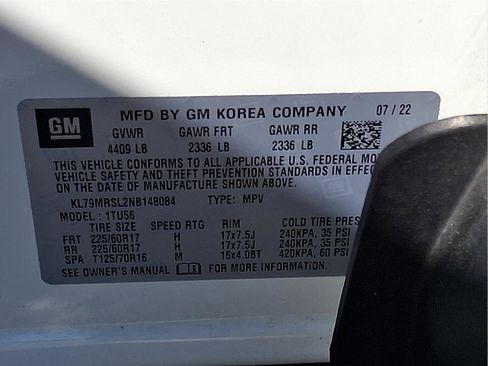 GM
MFD BY GM KOREA COMPANY 07 / 22
GVWR GAWR FRT GAWR RR
4409 LB 2336 LB 2336 LB
THIS VEHICLE CONFORMS TO ALL APPLICABLE U.S. FEDERAL MO
VEHICLE SAFETY AND THEFT PREVENTION STANDARDS IN EFFECT
ON THE DATE OF MANUFACTURE SHOWN ABOVE.
KL79MRSL2NB148084 TYPE: MPV
MODEL : 1TU56
TIRE SIZE SPEED RTG RIM COLD TIRE PRES
FRT 225/60R17 H 17x7.5J 240KPA, 35 PSI
RR 225/60R17 H 17x7.5J 240KPA, 35 PSI
SPA T125/70R16 M 16x4.0BT 420KPA, 60 PSI
SEE OWNER'S MANUAL FOR MORE INFORMATION.